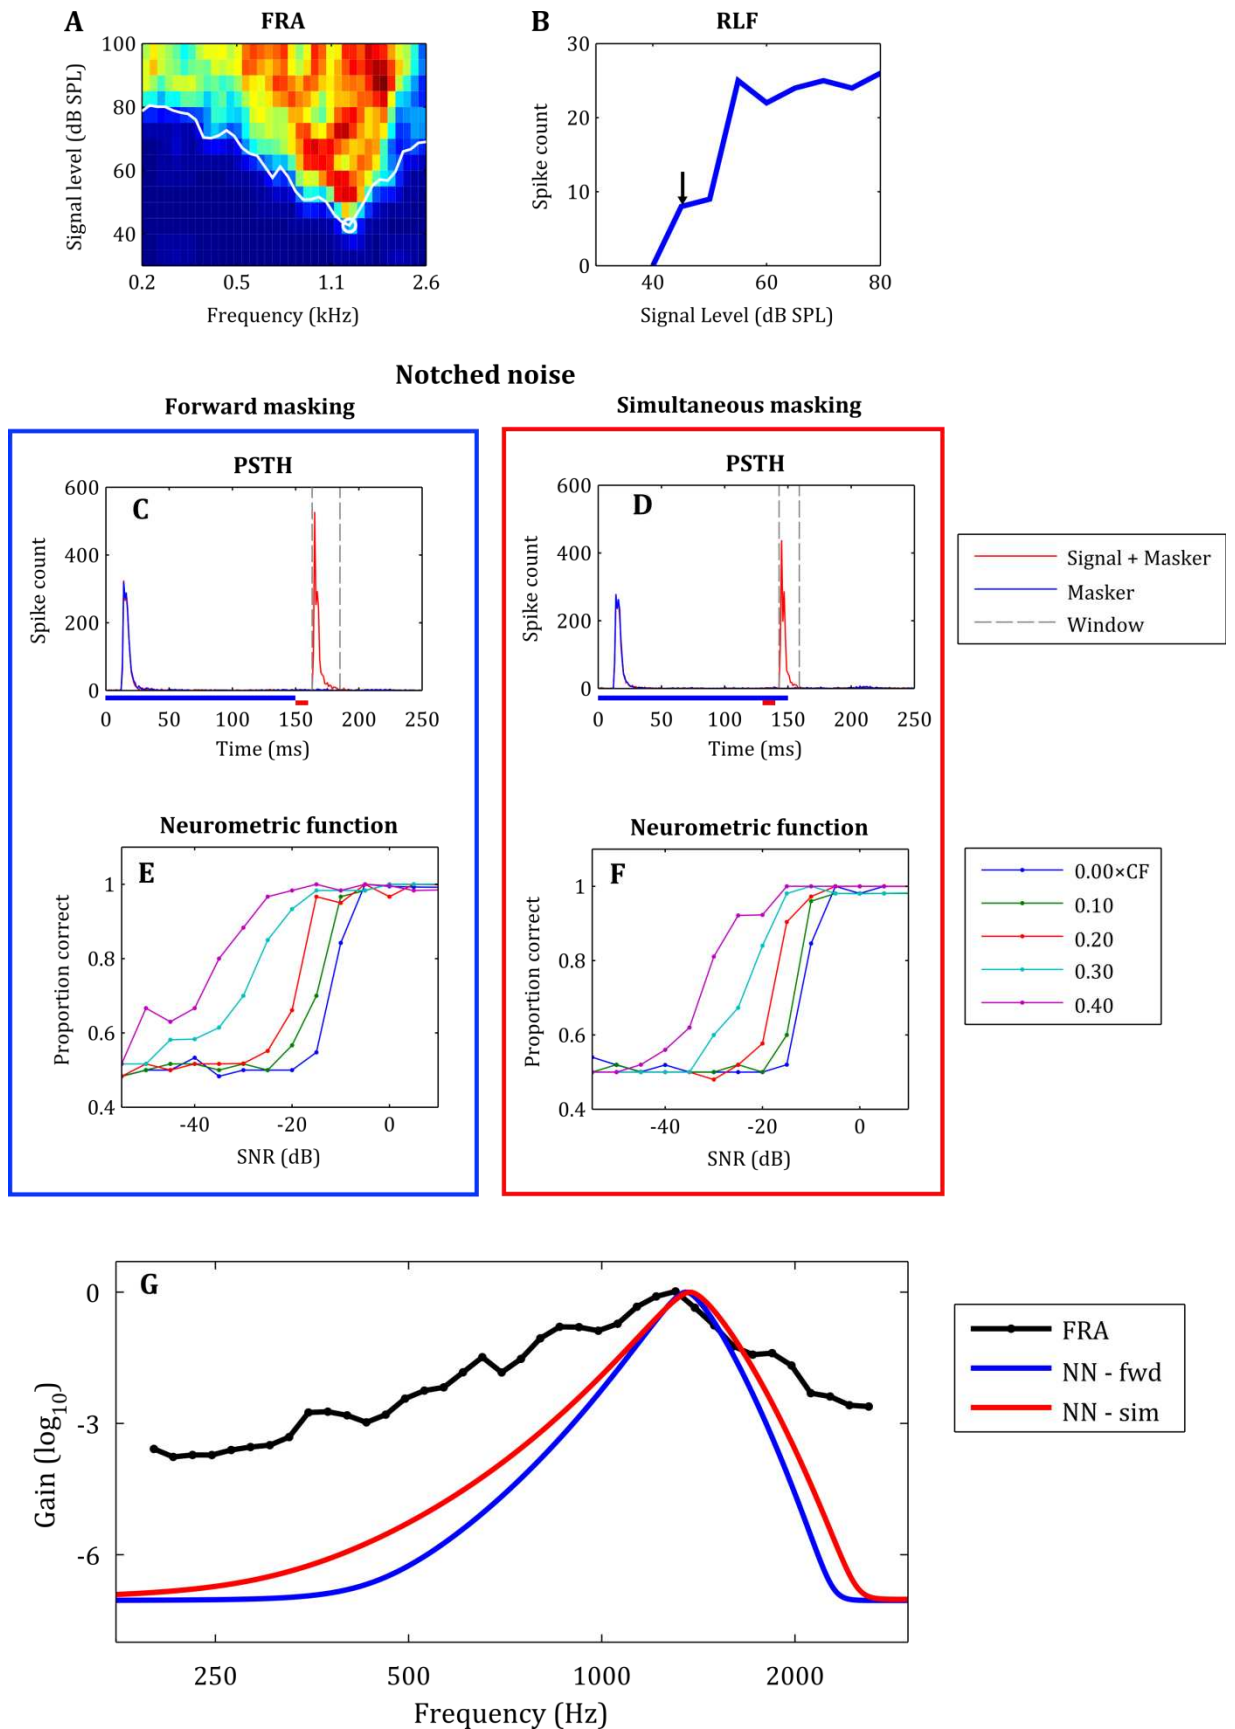 A
FRA
100
80
60
40
Signal level (dB SPL)
0.2
0.5
1.1
2.6
Frequency (kHz)
B
RLF
30
20
10
0
Spike count
40
60
80
Signal Level (dB SPL)
Notched noise
Forward masking
Simultaneous masking
PSTH
C
600
400
200
0
Spike count
0
50
100
150
200
250
Time (ms)
PSTH
D
600
400
200
0
Spike count
0
50
100
150
200
250
Time (ms)
Signal + Masker
Masker
Window
Neurometric function
E
1
0.8
0.6
0.4
Proportion correct
-40
-20
0
SNR (dB)
Neurometric function
F
1
0.8
0.6
0.4
Proportion correct
-40
-20
0
SNR (dB)
0.00×CF
0.10
0.20
0.30
0.40
G
0
-3
-6
Gain (log10)
250
500
1000
2000
Frequency (Hz)
FRA
NN - fwd
NN - sim